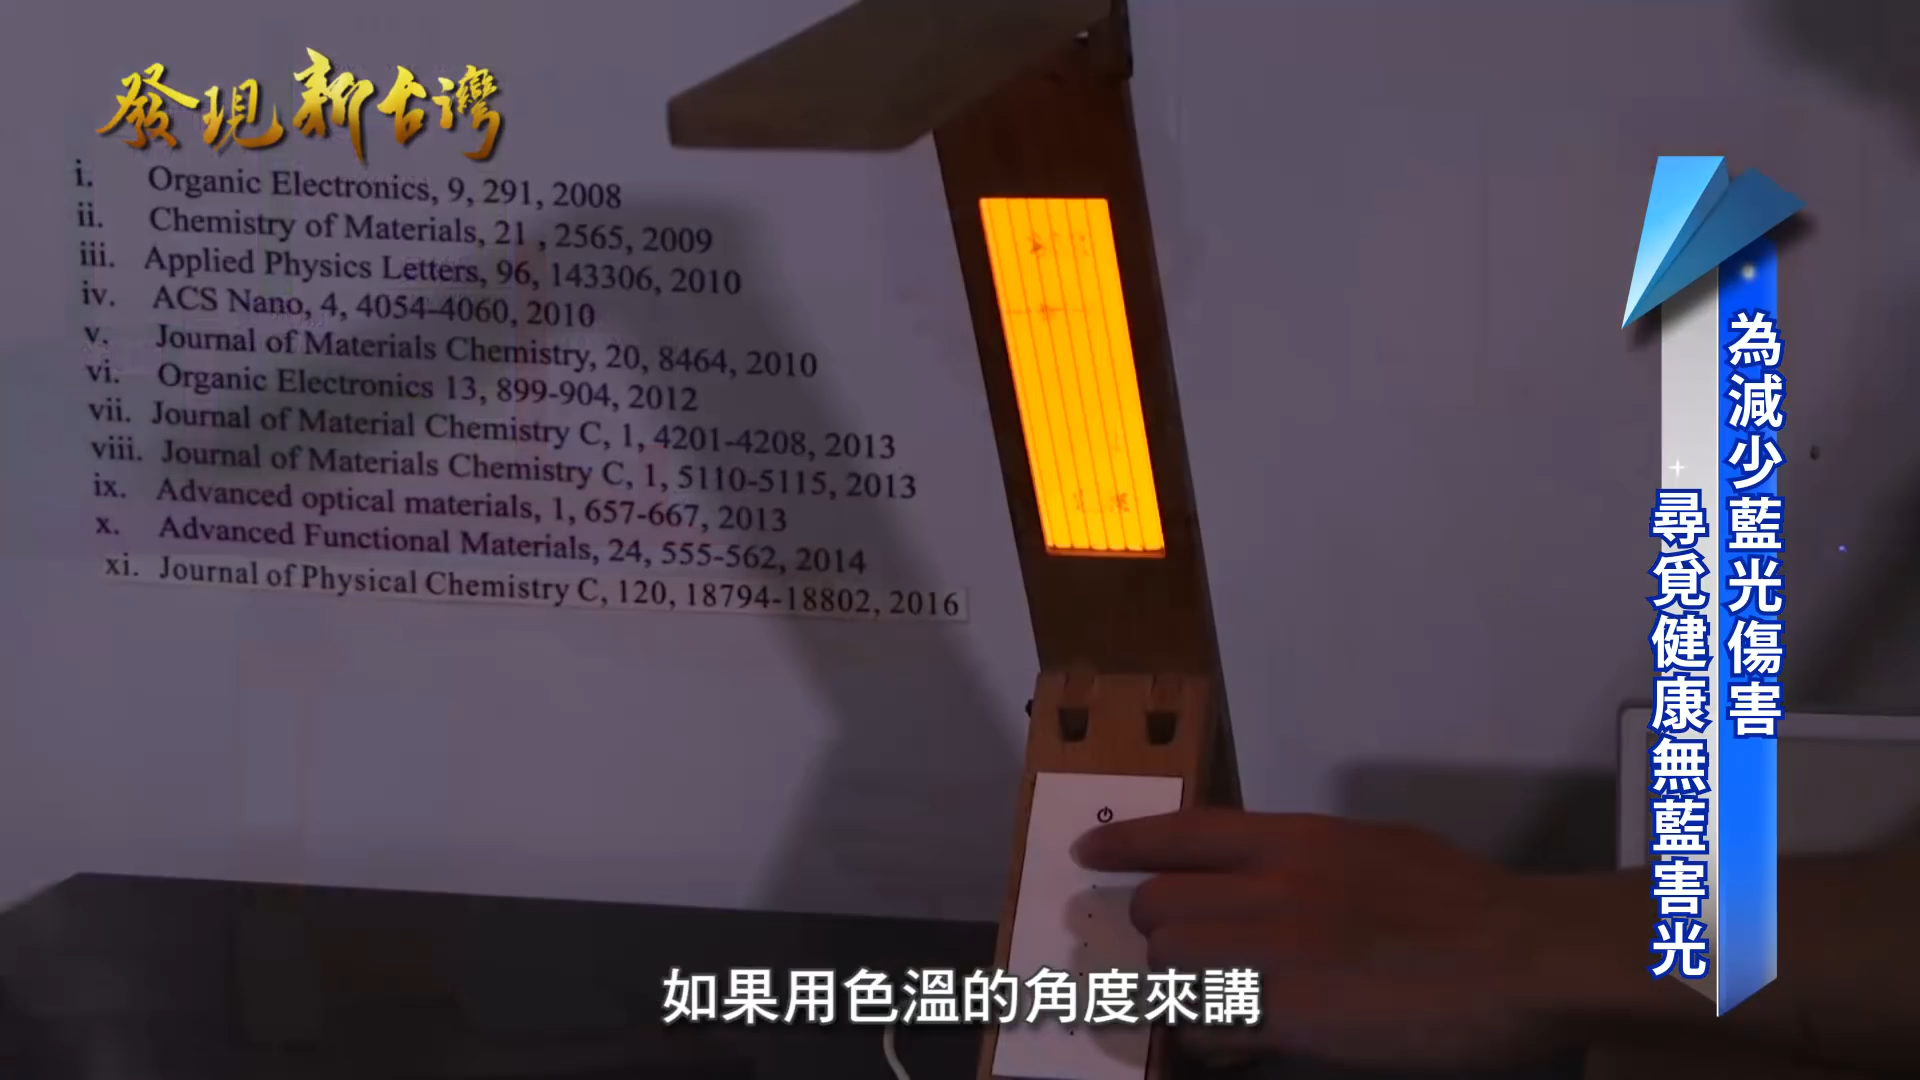 發現新台灣
i. Organic Electronics, 9, 291, 2008
ii. Chemistry of Materials, 21 , 2565, 2009
iii. Applied Physics Letters, 96, 143306, 2010
iv. ACS Nano, 4, 4054-4060, 2010
v. Journal of Materials Chemistry, 20, 8464, 2010
vi. Organic Electronics 13, 899-904, 2012
vii. Journal of Material Chemistry C, 1, 4201-4208, 2013
viii. Journal of Materials Chemistry C, 1, 5110-5115, 2013
ix. Advanced optical materials, 1, 657-667, 2013
x. Advanced Functional Materials, 24, 555-562, 2014
xi. Journal of Physical Chemistry C, 120, 18794-18802, 2016
為減少藍光傷害
尋覓健康無藍害光
如果用色溫的角度來講